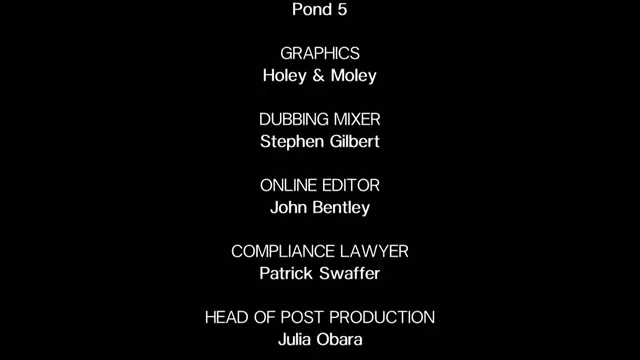 Pond 5
GRAPHICS
Holey & Moley
DUBBING MIXER
Stephen Gilbert
ONLINE EDITOR
John Bentley
COMPLIANCE LAWYER
Patrick Swaffer
HEAD OF POST PRODUCTION
Julia Obara